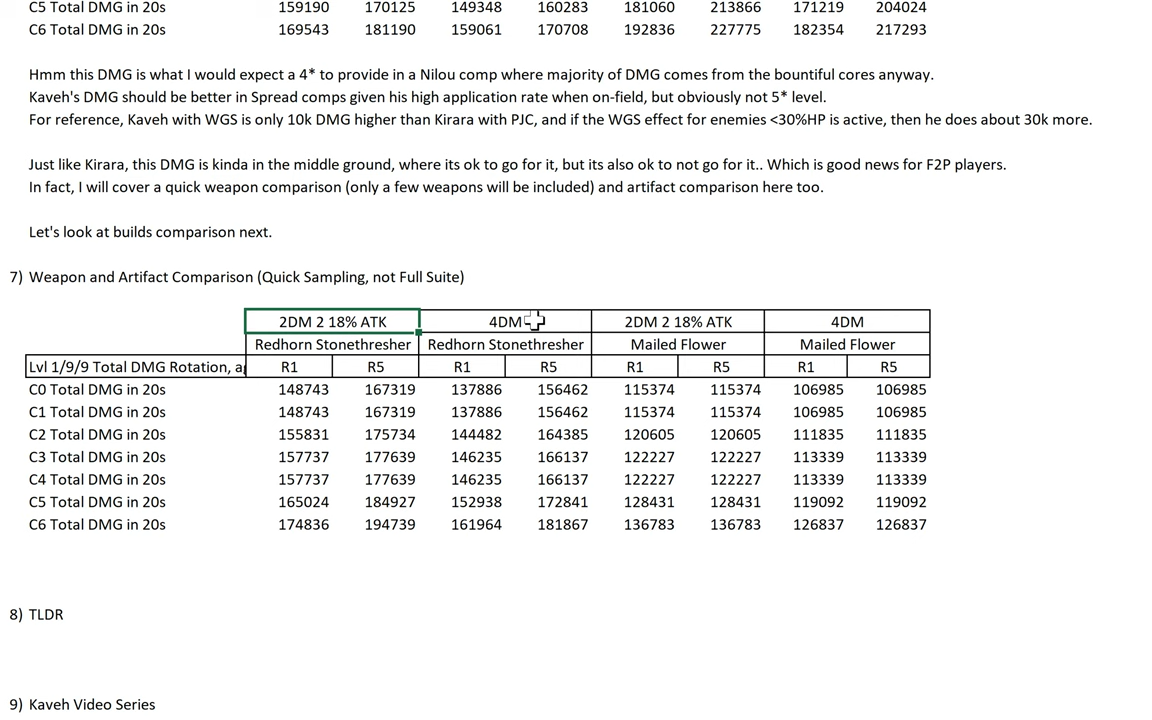 C5 Total DMG in 20s 159190 170125 149348 160283 181060 213866 171219 204024
C6 Total DMG in 20s 169543 181190 159061 170708 192836 227775 182354 217293
Hmm this DMG is what I would expect a 4* to provide in a Nilou comp where majority of DMG comes from the bountiful cores anyway.
Kaveh's DMG should be better in Spread comps given his high application rate when on-field, but obviously not 5* level.
For reference, Kaveh with WGS is only 10k DMG higher than Kirara with PJC, and if the WGS effect for enemies <30%HP is active, then he does about 30k more.
Just like Kirara, this DMG is kinda in the middle ground, where its ok to go for it, but its also ok to not go for it.. Which is good news for F2P players.
In fact, I will cover a quick weapon comparison (only a few weapons will be included) and artifact comparison here too.
Let's look at builds comparison next.
7) Weapon and Artifact Comparison (Quick Sampling, not Full Suite)
2DM 2 18% ATK 4DM 2DM 2 18% ATK 4DM
Redhorn Stonethresher Redhorn Stonethresher Mailed Flower Mailed Flower
Lvl 1/9/9 Total DMG Rotation, a R1 R5 R1 R5 R1 R5 R1 R5
C0 Total DMG in 20s 148743 167319 137886 156462 115374 115374 106985 106985
C1 Total DMG in 20s 148743 167319 137886 156462 115374 115374 106985 106985
C2 Total DMG in 20s 155831 175734 144482 164385 120605 120605 111835 111835
C3 Total DMG in 20s 157737 177639 146235 166137 122227 122227 113339 113339
C4 Total DMG in 20s 157737 177639 146235 166137 122227 122227 113339 113339
C5 Total DMG in 20s 165024 184927 152938 172841 128431 128431 119092 119092
C6 Total DMG in 20s 174836 194739 161964 181867 136783 136783 126837 126837
8) TLDR
9) Kaveh Video Series